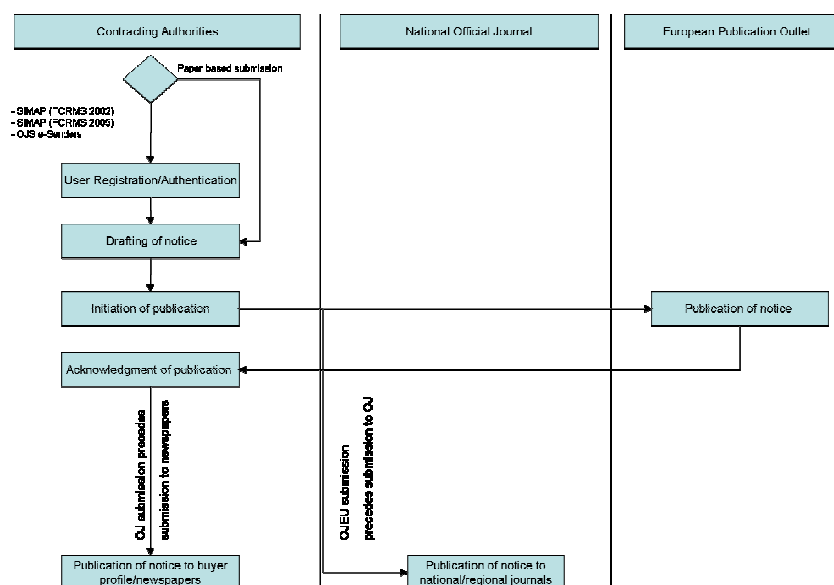 Contracting Authorities
National Official Journal
European Publication Outlet
Paper based submission
- SIMAP (FCRMS 2002)
- SIMAP (FCRMS 2005)
- OJS e-Senders
User Registration/Authentication
Drafting of notice
Initiation of publication
Publication of notice
Acknowledgment of publication
OJ submission precedes
submission to newspapers
OJEU submission
precedes submission to OJ
Publication of notice to buyer
profile/newspapers
Publication of notice to
national/regional journals